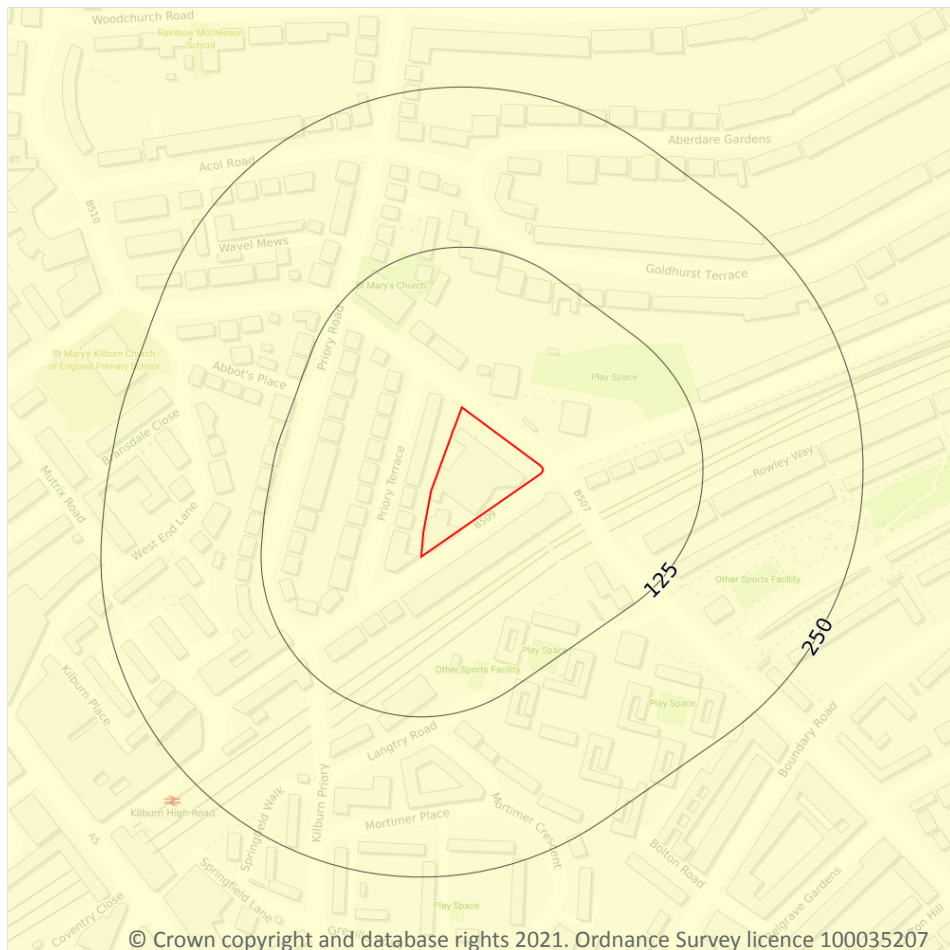 Woodchurch Road
Rainbow Montessori
School
Aberdare Gardens
Acol Road
B510
Wavel Mews
Goldhurst Terrace
St Mary's Church
Priory Road
St Mary's Kilburn Church
of England Primary School
Abbot's Place
Play Space
Bransdale Close
Priory Terrace
Rowley Way
Mutrix Road
B507
B509
West End Lane
125
Other Sports Facility
250
Play Space
Other Sports Facility
Kilburn Place
Play Space
Langtry Road
Boundary Road
Kilburn High-Road
Springfield Walk
Kilburn Priory
Mortimer Place
Mortimer Crescent
A5
Bolton Road
Springfield Lane
Coventry Close
Play Space
© Crown copyright and database rights 2021. Ordnance Survey licence 100035207